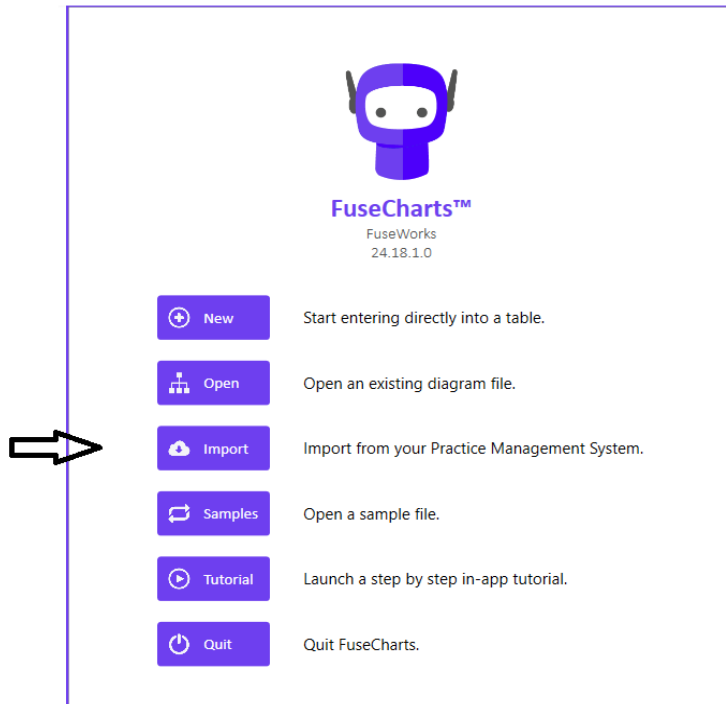 FuseCharts™
FuseWorks
24.18.1.0
New Start entering directly into a table.
Open Open an existing diagram file.
Import Import from your Practice Management System.
Samples Open a sample file.
Tutorial Launch a step by step in-app tutorial.
Quit Quit FuseCharts.